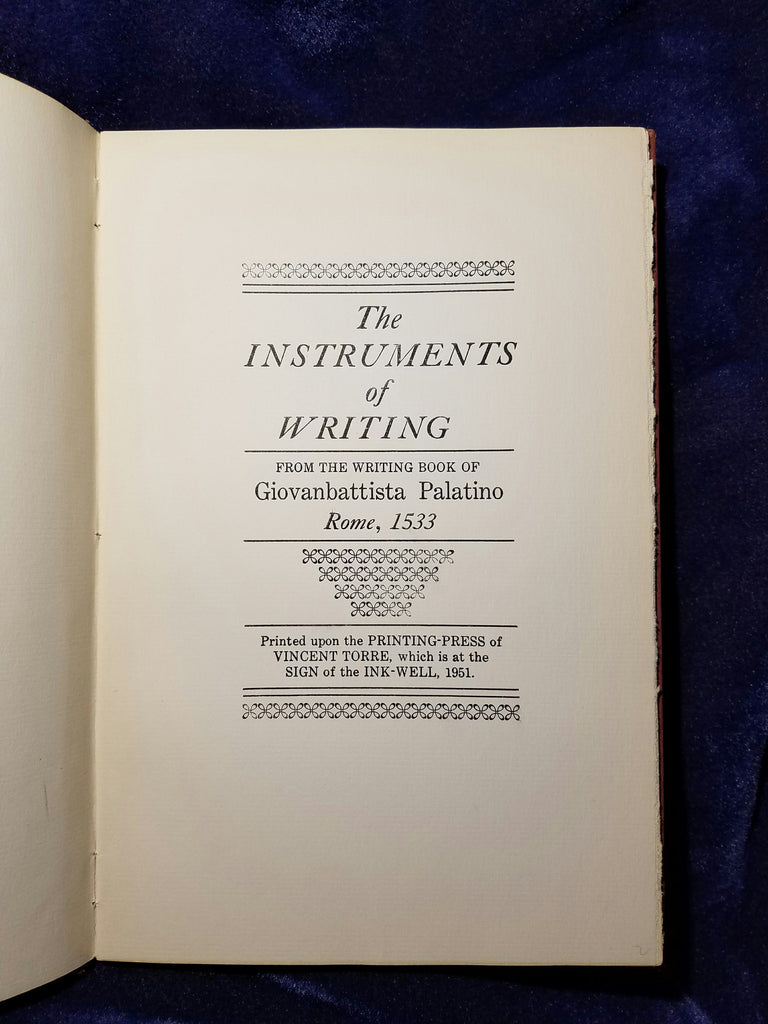 The
INSTRUMENTS
of
WRITING
FROM THE WRITING BOOK OF
Giovanbattista Palatino
Rome, 1533
Printed upon the PRINTING-PRESS of
VINCENT TORRE, which is at the
SIGN of the INK-WELL, 1951.